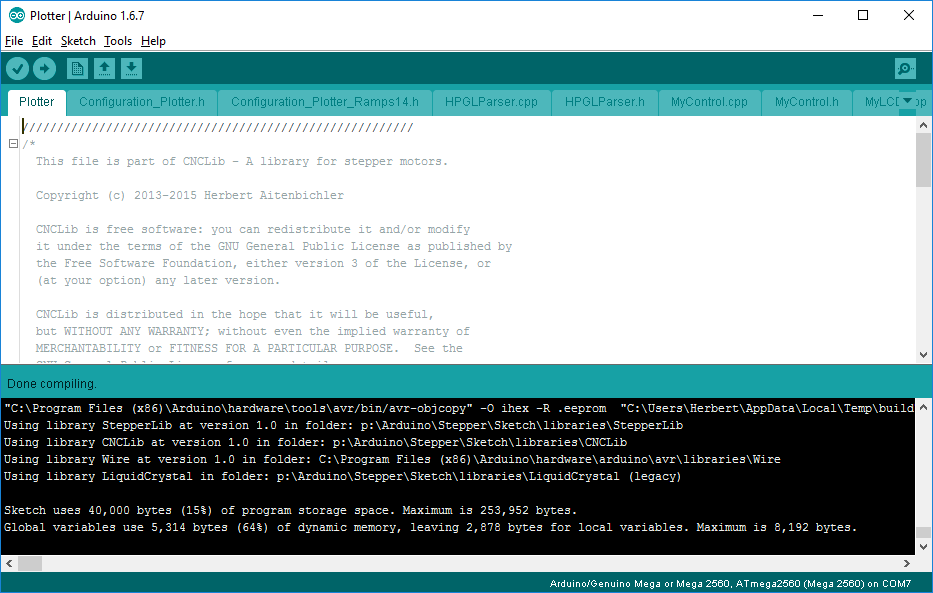 Plotter | Arduino 1.6.7
File Edit Sketch Tools Help
Plotter Configuration_Plotter.h Configuration_Plotter_Ramps14.h HPGLParser.cpp HPGLParser.h MyControl.cpp MyControl.h MyLCD
////////////////////////////////////////////////////////
/*
This file is part of CNCLib - A library for stepper motors.
Copyright (c) 2013-2015 Herbert Aitenbichler
CNCLib is free software: you can redistribute it and/or modify
it under the terms of the GNU General Public License as published by
the Free Software Foundation, either version 3 of the License, or
(at your option) any later version.
CNCLib is distributed in the hope that it will be useful,
but WITHOUT ANY WARRANTY; without even the implied warranty of
MERCHANTABILITY or FITNESS FOR A PARTICULAR PURPOSE.  See the
Done compiling.
"C:\Program Files (x86)\Arduino\hardware\tools\avr/bin/avr-objcopy" -O ihex -R .eeprom  "C:\Users\Herbert\AppData\Local\Temp\build
Using library StepperLib at version 1.0 in folder: p:\Arduino\Stepper\Sketch\libraries\StepperLib
Using library CNCLib at version 1.0 in folder: p:\Arduino\Stepper\Sketch\libraries\CNCLib
Using library Wire at version 1.0 in folder: C:\Program Files (x86)\Arduino\hardware\arduino\avr\libraries\Wire
Using library LiquidCrystal in folder: p:\Arduino\Stepper\Sketch\libraries\LiquidCrystal (legacy)
Sketch uses 40,000 bytes (15%) of program storage space. Maximum is 253,952 bytes.
Global variables use 5,314 bytes (64%) of dynamic memory, leaving 2,878 bytes for local variables. Maximum is 8,192 bytes.
Arduino/Genuino Mega or Mega 2560, ATmega2560 (Mega 2560) on COM7